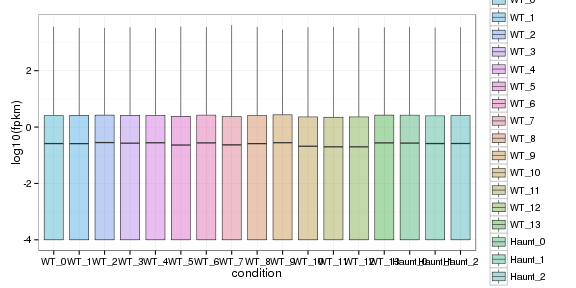 2
0
-2
-4
log10(fpkm)
WT_0 WT_1 WT_2 WT_3 WT_4 WT_5 WT_6 WT_7 WT_8 WT_9 WT_10 WT_11 WT_12 WT_13 Haunt_0 Haunt_1 Haunt_2
condition
WT_1
WT_2
WT_3
WT_4
WT_5
WT_6
WT_7
WT_8
WT_9
WT_10
WT_11
WT_12
WT_13
Haunt_0
Haunt_1
Haunt_2